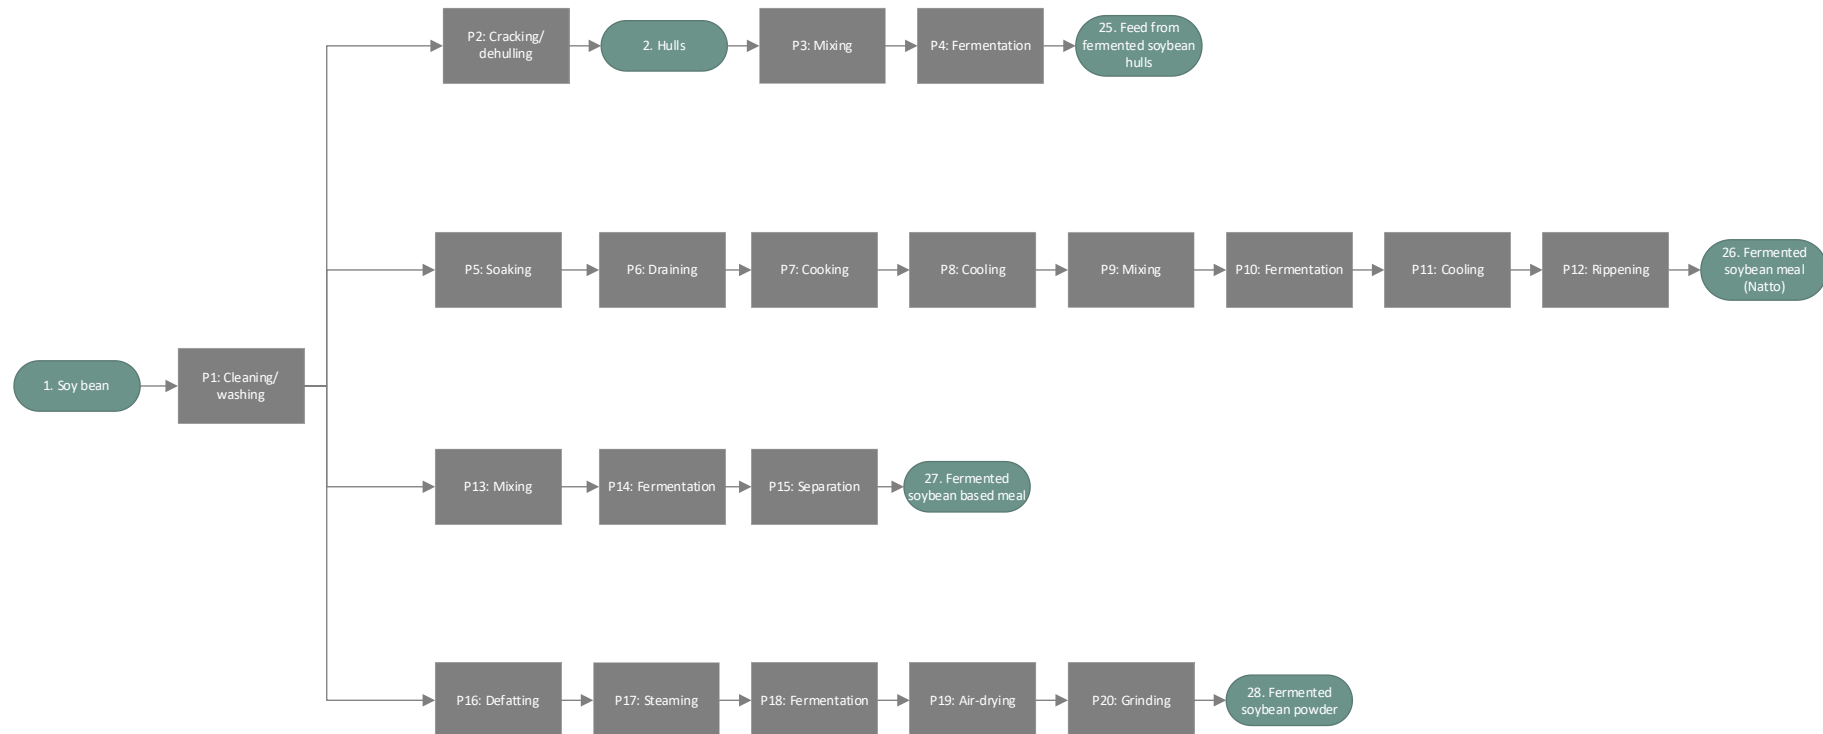 P2: Cracking/
dehulling
2. Hulls
P3: Mixing
P4: Fermentation
25. Feed from
fermented soybean
hulls
P5: Soaking
P6: Draining
P7: Cooking
P8: Cooling
P9: Mixing
P10: Fermentation
P11: Cooling
P12: Rippening
26. Fermented
soybean meal
(Natto)
1. Soy bean
P1: Cleaning/
washing
P13: Mixing
P14: Fermentation
P15: Separation
27. Fermented
soybean based meal
P16: Defatting
P17: Steaming
P18: Fermentation
P19: Air-drying
P20: Grinding
28. Fermented
soybean powder